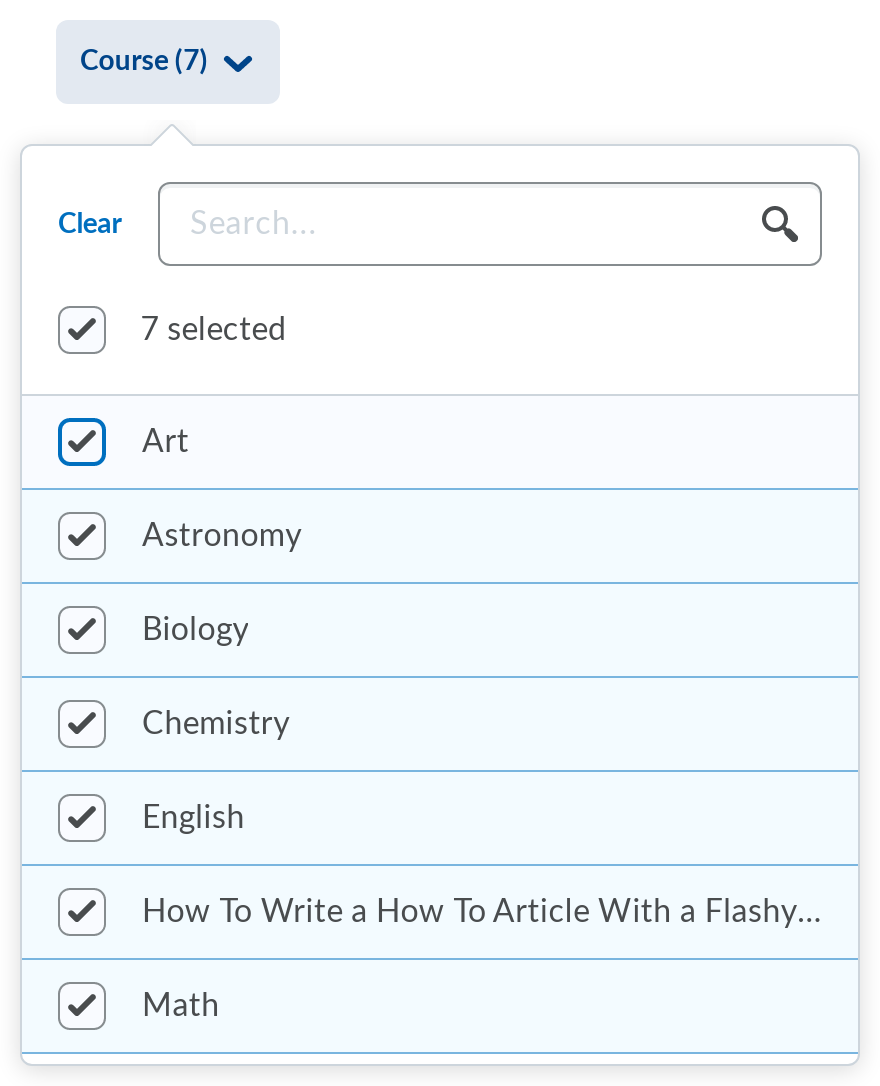 Course (7)
Clear
Search...
7 selected
Art
Astronomy
Biology
Chemistry
English
How To Write a How To Article With a Flashy...
Math